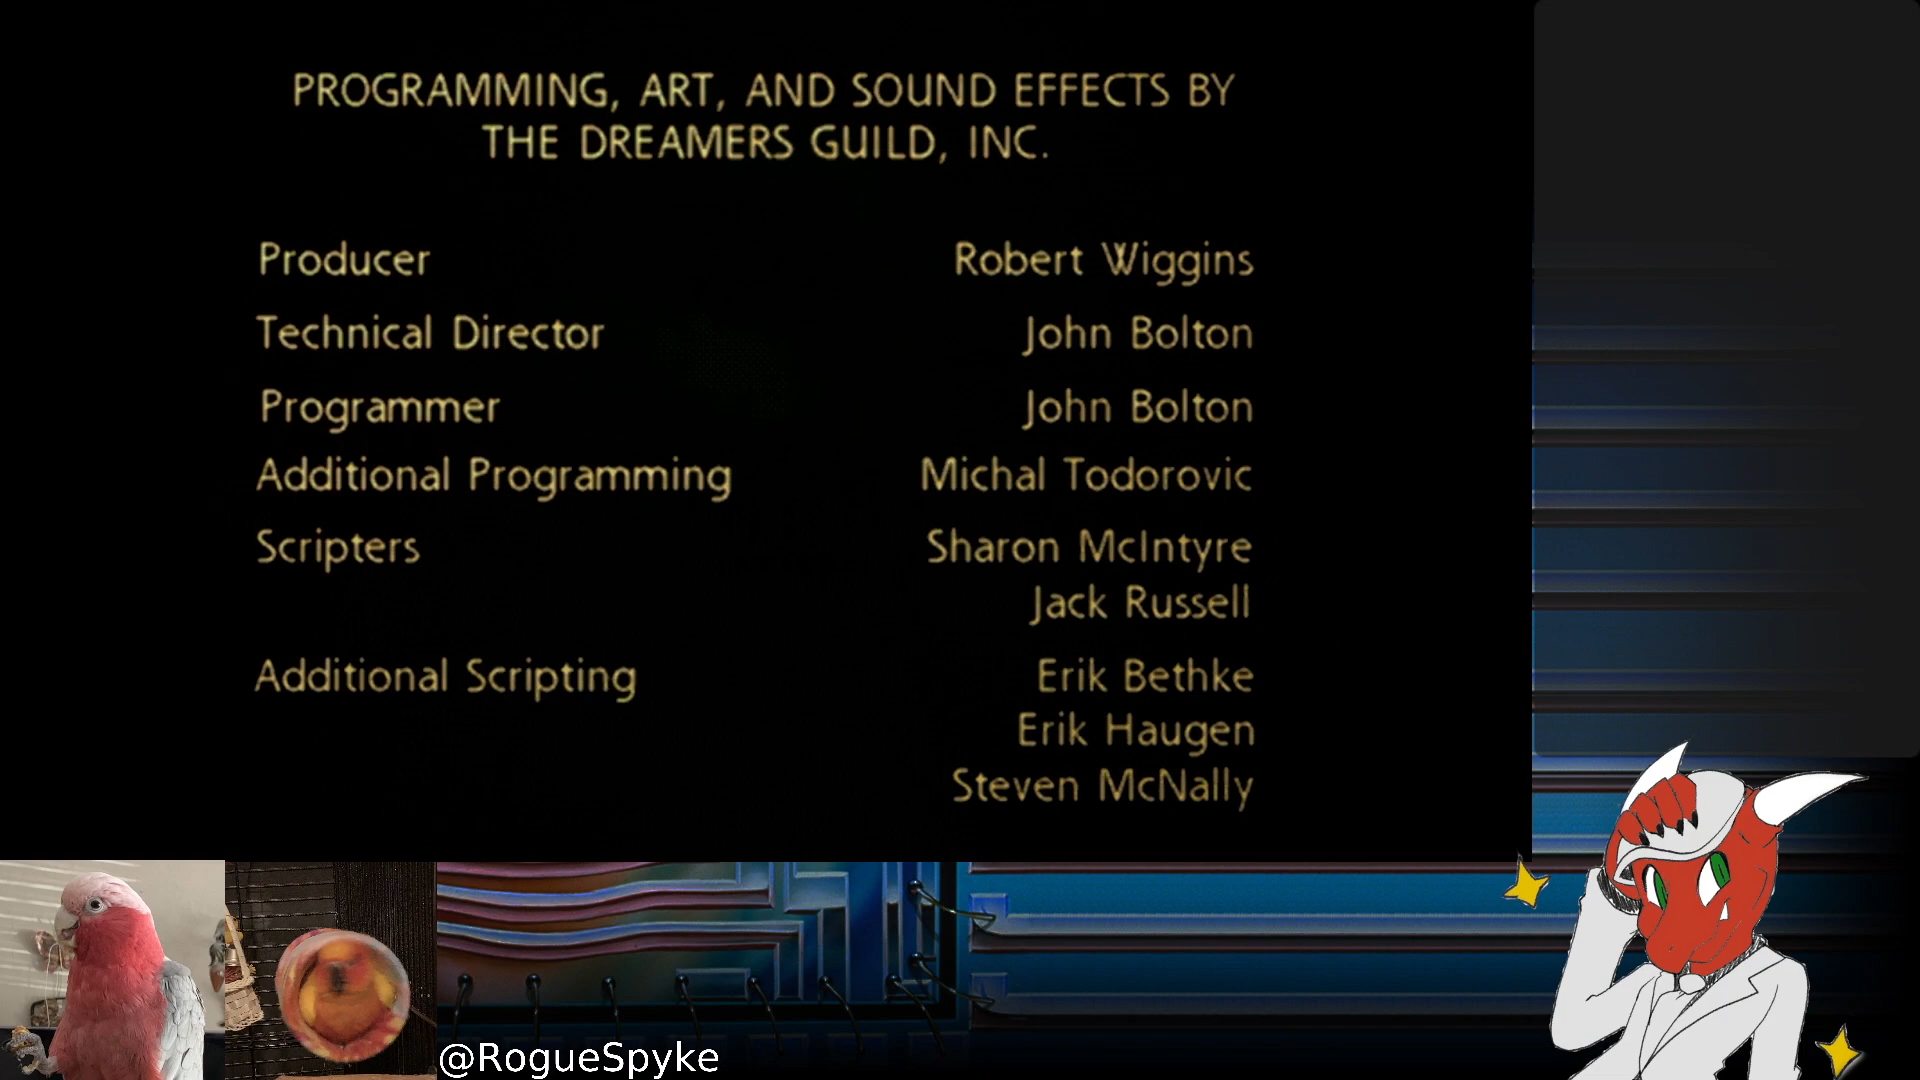 PROGRAMMING, ART, AND SOUND EFFECTS BY
THE DREAMERS GUILD, INC.
Producer Robert Wiggins
Technical Director John Bolton
Programmer John Bolton
Additional Programming Michal Todorovic
Scripters Sharon McIntyre
Jack Russell
Additional Scripting Erik Bethke
Erik Haugen
Steven McNally
@RogueSpyke